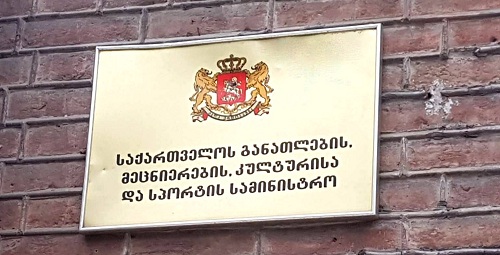 საქართველოს განათლების,
მეცნიერების, კულტურისა
და სპორტის სამინისტრო